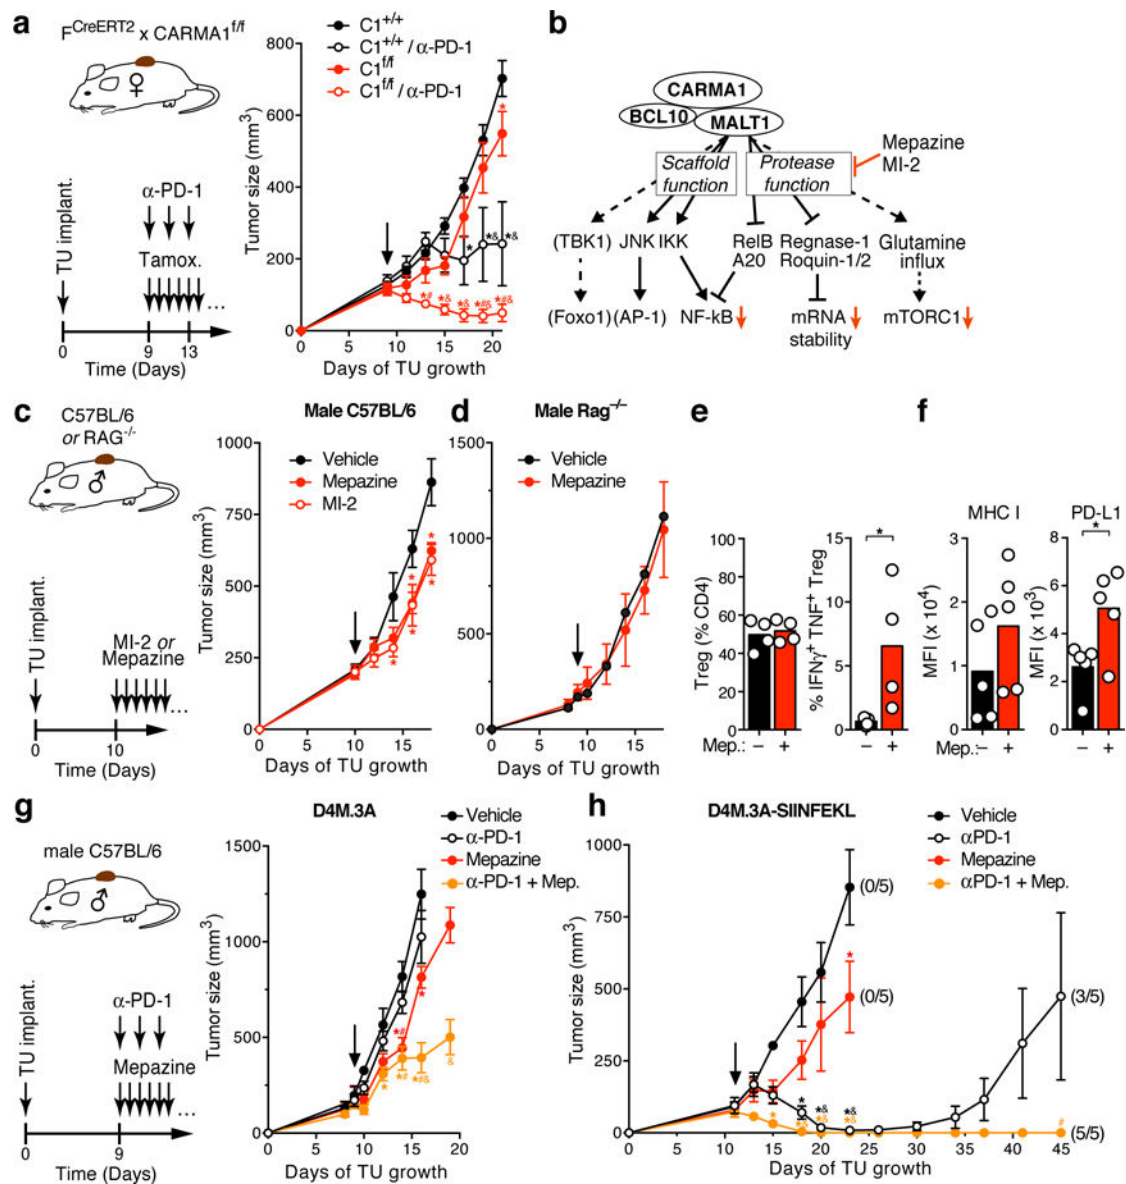 a
F^CreERT2 x CARMA1^f/f
♀
TU implant.
α-PD-1
Tamox.
...
0
9
13
Time (Days)
C1+/+
C1+/+ / α-PD-1
C1f/f
C1f/f / α-PD-1
Tumor size (mm3)
800
600
400
200
0
0 5 10 15 20
Days of TU growth
* *& *&
*
*# *& *& *#& *#&
b
CARMA1
BCL10
MALT1
Scaffold function
Protease function
Mepazine
MI-2
(TBK1) JNK IKK RelB A20 Regnase-1 Roquin-1/2 Glutamine influx
(Foxo1) (AP-1) NF-kB mRNA stability mTORC1
c
C57BL/6
or RAG-/-
♂
TU implant.
MI-2 or
Mepazine
...
0
10
Time (Days)
Male C57BL/6
Vehicle
Mepazine
MI-2
Tumor size (mm3)
1000
750
500
250
0
0 5 10 15
Days of TU growth
* * * * *
d
Male Rag–/–
Vehicle
Mepazine
1500
1000
500
0
0 5 10 15
Days of TU growth
e
Treg (% CD4)
100
80
60
40
20
0
Mep.: – +
% IFNγ+ TNF+ Treg
15
10
5
0
*
– +
f
MHC I
MFI (x 10^4)
3
2
1
0
Mep.: – +
PD-L1
MFI (x 10^3)
8
6
4
2
0
*
– +
g
male C57BL/6
♂
TU implant.
α-PD-1
Mepazine
...
0
9
Time (Days)
D4M.3A
Vehicle
α-PD-1
Mepazine
α-PD-1 + Mep.
Tumor size (mm3)
1500
1000
500
0
0 5 10 15 20
Days of TU growth
*# *
* *# *#& &
h
D4M.3A-SIINFEKL
Vehicle
αPD-1
Mepazine
αPD-1 + Mep.
Tumor size (mm3)
1000
750
500
250
0
0 5 10 15 20 25 30 35 40 45
Days of TU growth
(0/5)
*
(0/5)
(3/5)
(5/5)
* *& *&
* *& *& *& #